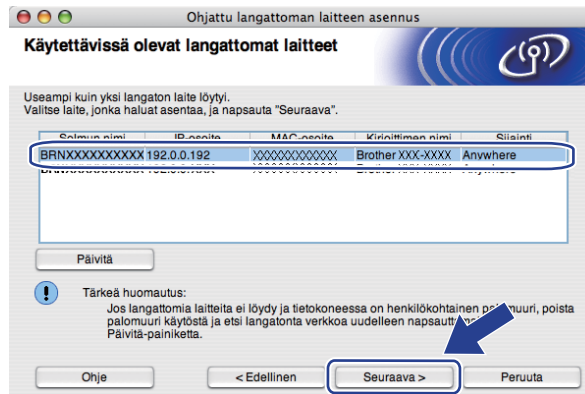 Ohjattu langattoman laitteen asennus
Käytettävissä olevat langattomat laitteet
Useampi kuin yksi langaton laite löytyi.
Valitse laite, jonka haluat asentaa, ja napsauta "Seuraava".
Solmun nimi IP-osoite MAC-osoite Kirjoittimen nimi Sijainti
BRNXXXXXXXXXX 192.0.0.192 XXXXXXXXXXXX Brother XXX-XXXX Anywhere
Päivitä
Tärkeä huomautus:
Jos langattomia laitteita ei löydy ja tietokoneessa on henkilökohtainen palomuuri, poista
palomuuri käytöstä ja etsi langatonta verkkoa uudelleen
Päivitä-painiketta.
Ohje < Edellinen Seuraava > Peruuta